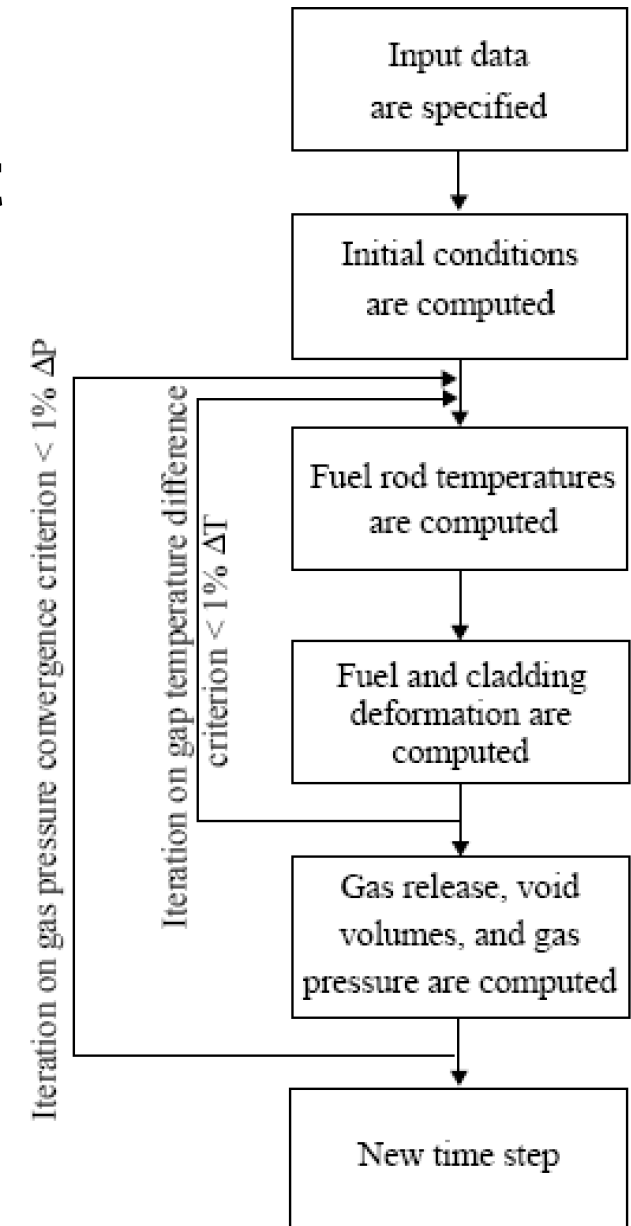 Input data
are specified
Initial conditions
are computed
Iteration on gas pressure convergence criterion < 1% ΔP
Iteration on gap temperature difference
criterion < 1% ΔT
Fuel rod temperatures
are computed
Fuel and cladding
deformation are
computed
Gas release, void
volumes, and gas
pressure are computed
New time step